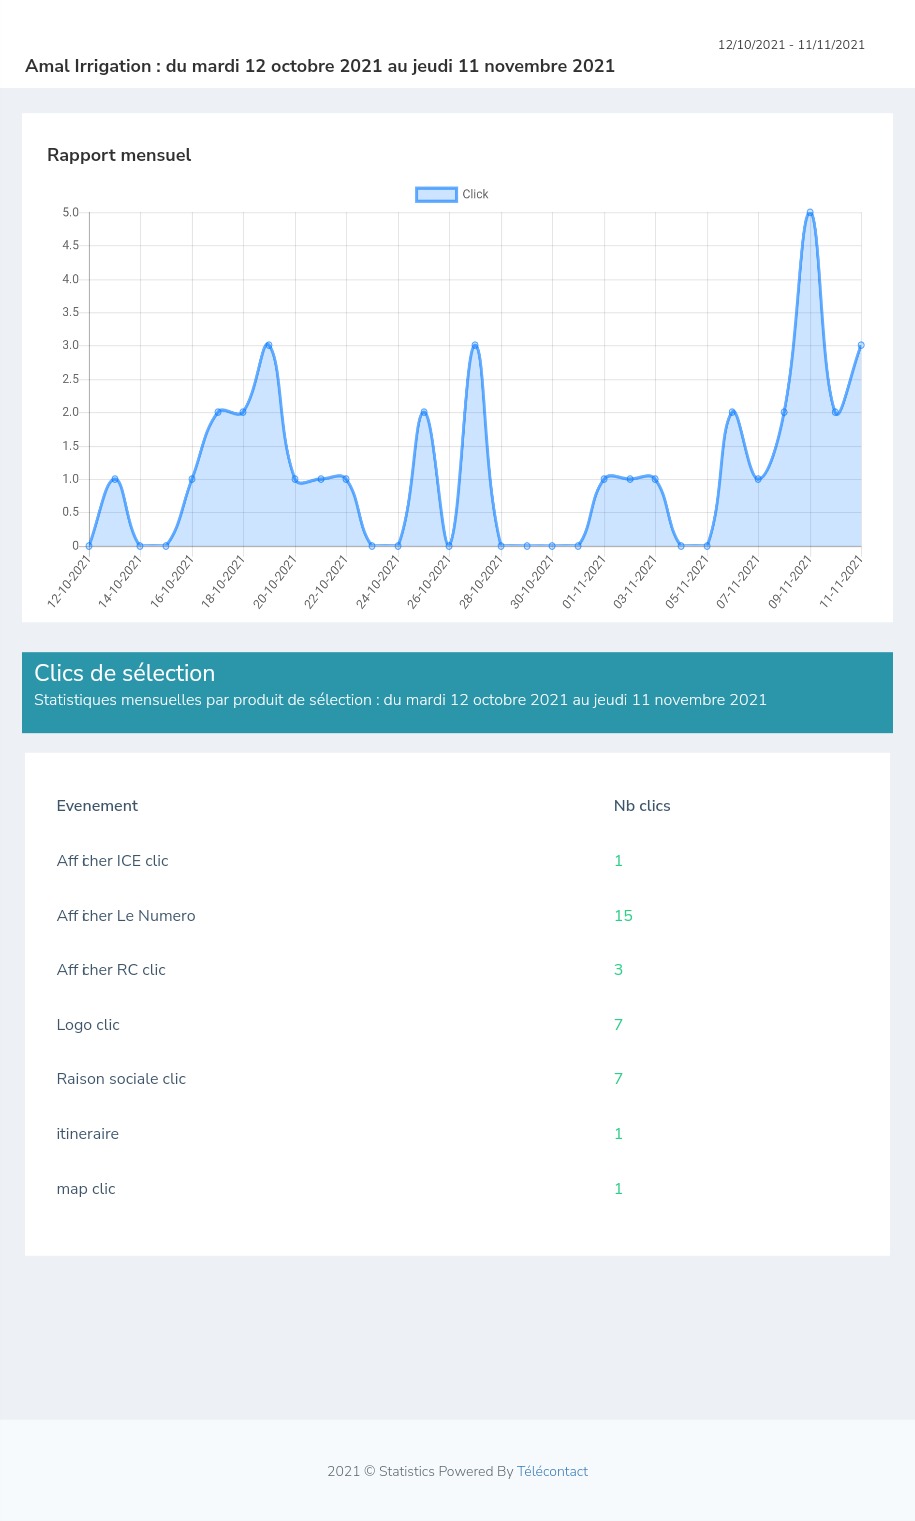 12/10/2021 - 11/11/2021
Amal Irrigation : du mardi 12 octobre 2021 au jeudi 11 novembre 2021
Rapport mensuel
Click
5.0
4.5
4.0
3.5
3.0
2.5
2.0
1.5
1.0
0.5
0
12-10-2021
14-10-2021
16-10-2021
18-10-2021
20-10-2021
22-10-2021
24-10-2021
26-10-2021
28-10-2021
30-10-2021
01-11-2021
03-11-2021
05-11-2021
07-11-2021
09-11-2021
11-11-2021
Clics de sélection
Statistiques mensuelles par produit de sélection : du mardi 12 octobre 2021 au jeudi 11 novembre 2021
Evenement Nb clics
Afficher ICE clic 1
Afficher Le Numero 15
Afficher RC clic 3
Logo clic 7
Raison sociale clic 7
itineraire 1
map clic 1
2021 © Statistics Powered By Télécontact